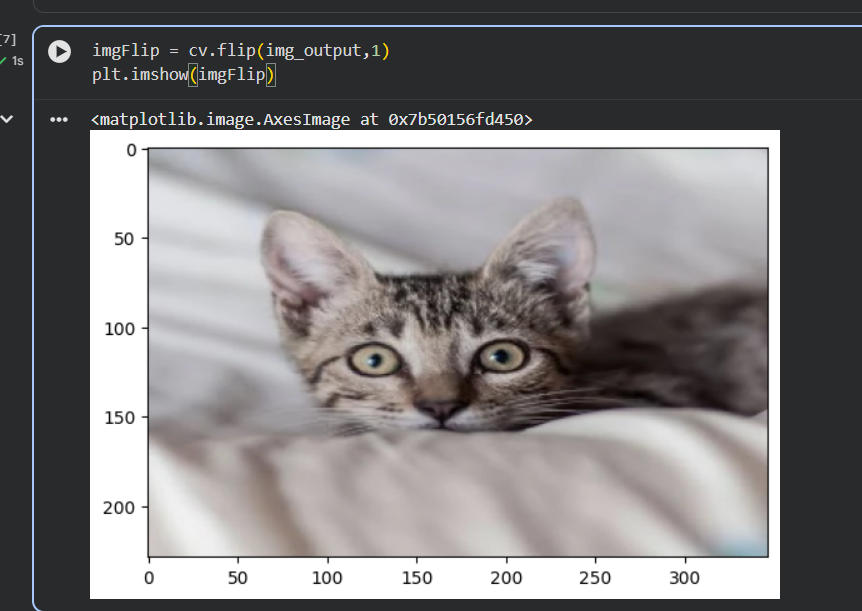 [7]
✓ 1s
imgFlip = cv.flip(img_output,1)
plt.imshow(imgFlip)
<matplotlib.image.AxesImage at 0x7b50156fd450>
0
50
100
150
200
0 50 100 150 200 250 300